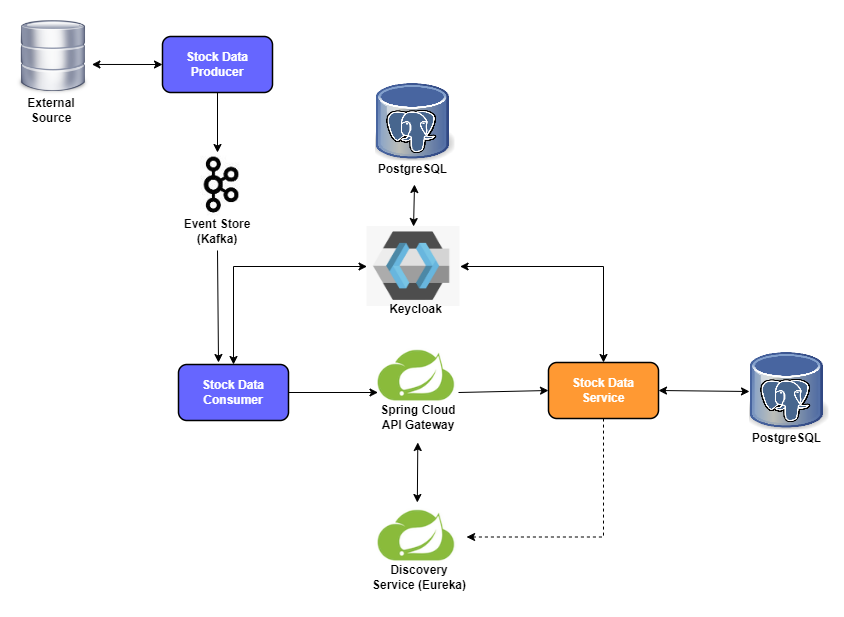 External
Source
Stock Data
Producer
PostgreSQL
Event Store
(Kafka)
Keycloak
Stock Data
Consumer
Spring Cloud
API Gateway
Stock Data
Service
PostgreSQL
Discovery
Service (Eureka)